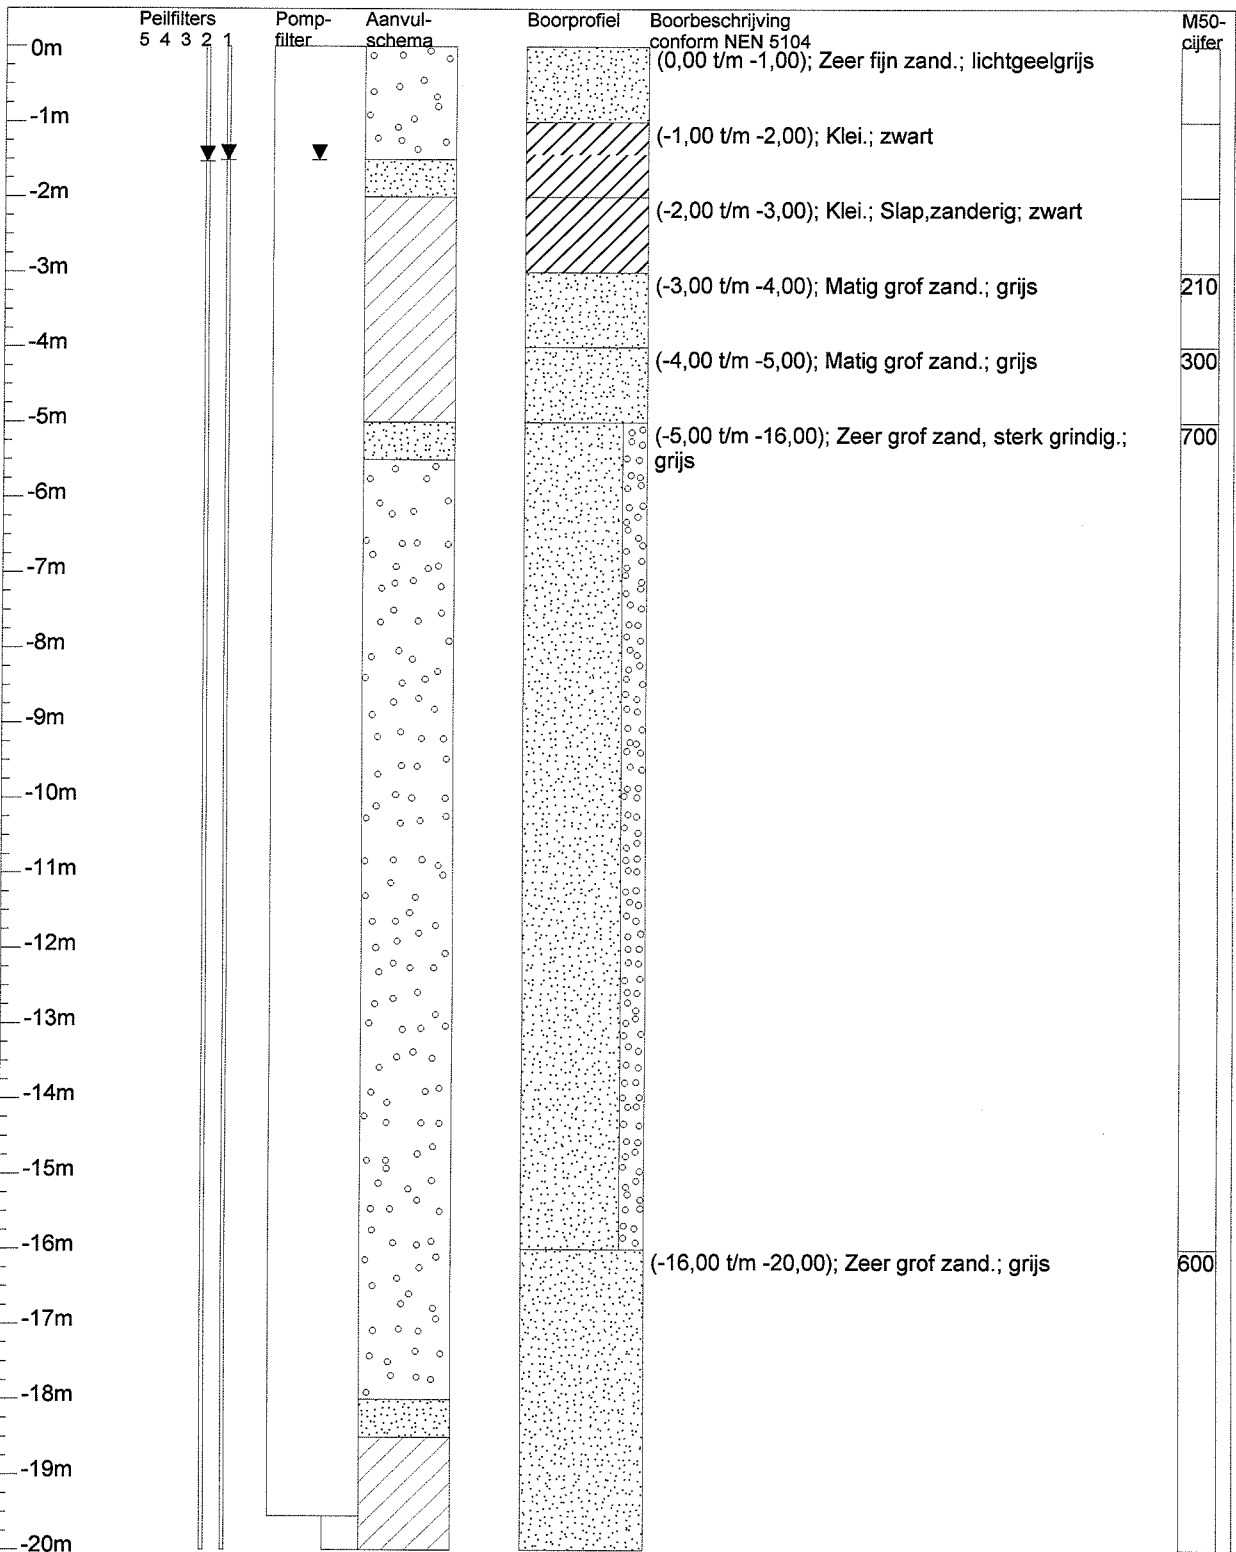 Peilfilters
5 4 3 2 1
Pomp-
filter
Aanvul-
schema
Boorprofiel
Boorbeschrijving
conform NEN 5104
M50-
cijfer
0m
(0,00 t/m -1,00); Zeer fijn zand.; lichtgeelgrijs
-1m
(-1,00 t/m -2,00); Klei.; zwart
-2m
(-2,00 t/m -3,00); Klei.; Slap,zanderig; zwart
-3m
(-3,00 t/m -4,00); Matig grof zand.; grijs
210
-4m
(-4,00 t/m -5,00); Matig grof zand.; grijs
300
-5m
(-5,00 t/m -16,00); Zeer grof zand, sterk grindig.;
grijs
700
-6m
-7m
-8m
-9m
-10m
-11m
-12m
-13m
-14m
-15m
-16m
(-16,00 t/m -20,00); Zeer grof zand.; grijs
600
-17m
-18m
-19m
-20m